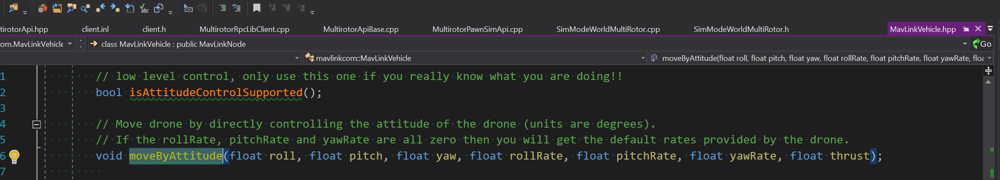 abc
tirotorApi.hpp client.inl client.h MultirotorRpcLibClient.cpp MultirotorApiBase.cpp MultirotorPawnSimApi.cpp SimModeWorldMultiRotor.cpp SimModeWorldMultiRotor.h MavLinkVehicle.hpp
om.MavLinkVehicle class MavLinkVehicle : public MavLinkNode Go
mavlinkcom::MavLinkVehicle moveByAttitude(float roll, float pitch, float yaw, float rollRate, float pitchRate, float yawRate, floa
1 // low level control, only use this one if you really know what you are doing!!
2 bool isAttitudeControlSupported();
3
4 // Move drone by directly controlling the attitude of the drone (units are degrees).
5 // If the rollRate, pitchRate and yawRate are all zero then you will get the default rates provided by the drone.
6 void moveByAttitude(float roll, float pitch, float yaw, float rollRate, float pitchRate, float yawRate, float thrust);
7